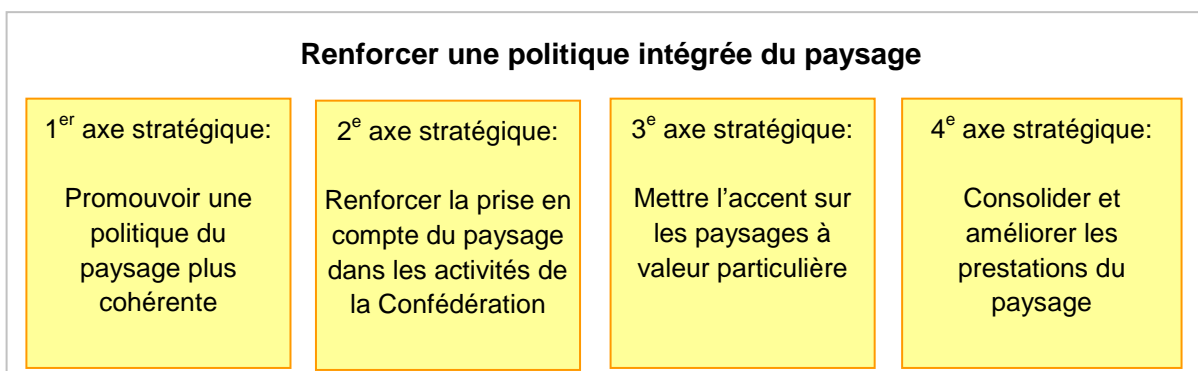 Renforcer une politique intégrée du paysage
1er axe stratégique:
Promouvoir une
politique du
paysage plus
cohérente
2e axe stratégique:
Renforcer la prise en
compte du paysage
dans les activités de
la Confédération
3e axe stratégique:
Mettre l’accent sur
les paysages à
valeur particulière
4e axe stratégique:
Consolider et
améliorer les
prestations du
paysage